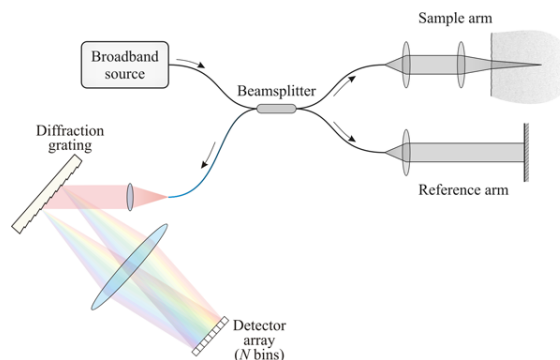 Sample arm
Broadband
source
Beamsplitter
Diffraction
grating
Reference arm
Detector
array
(N bins)